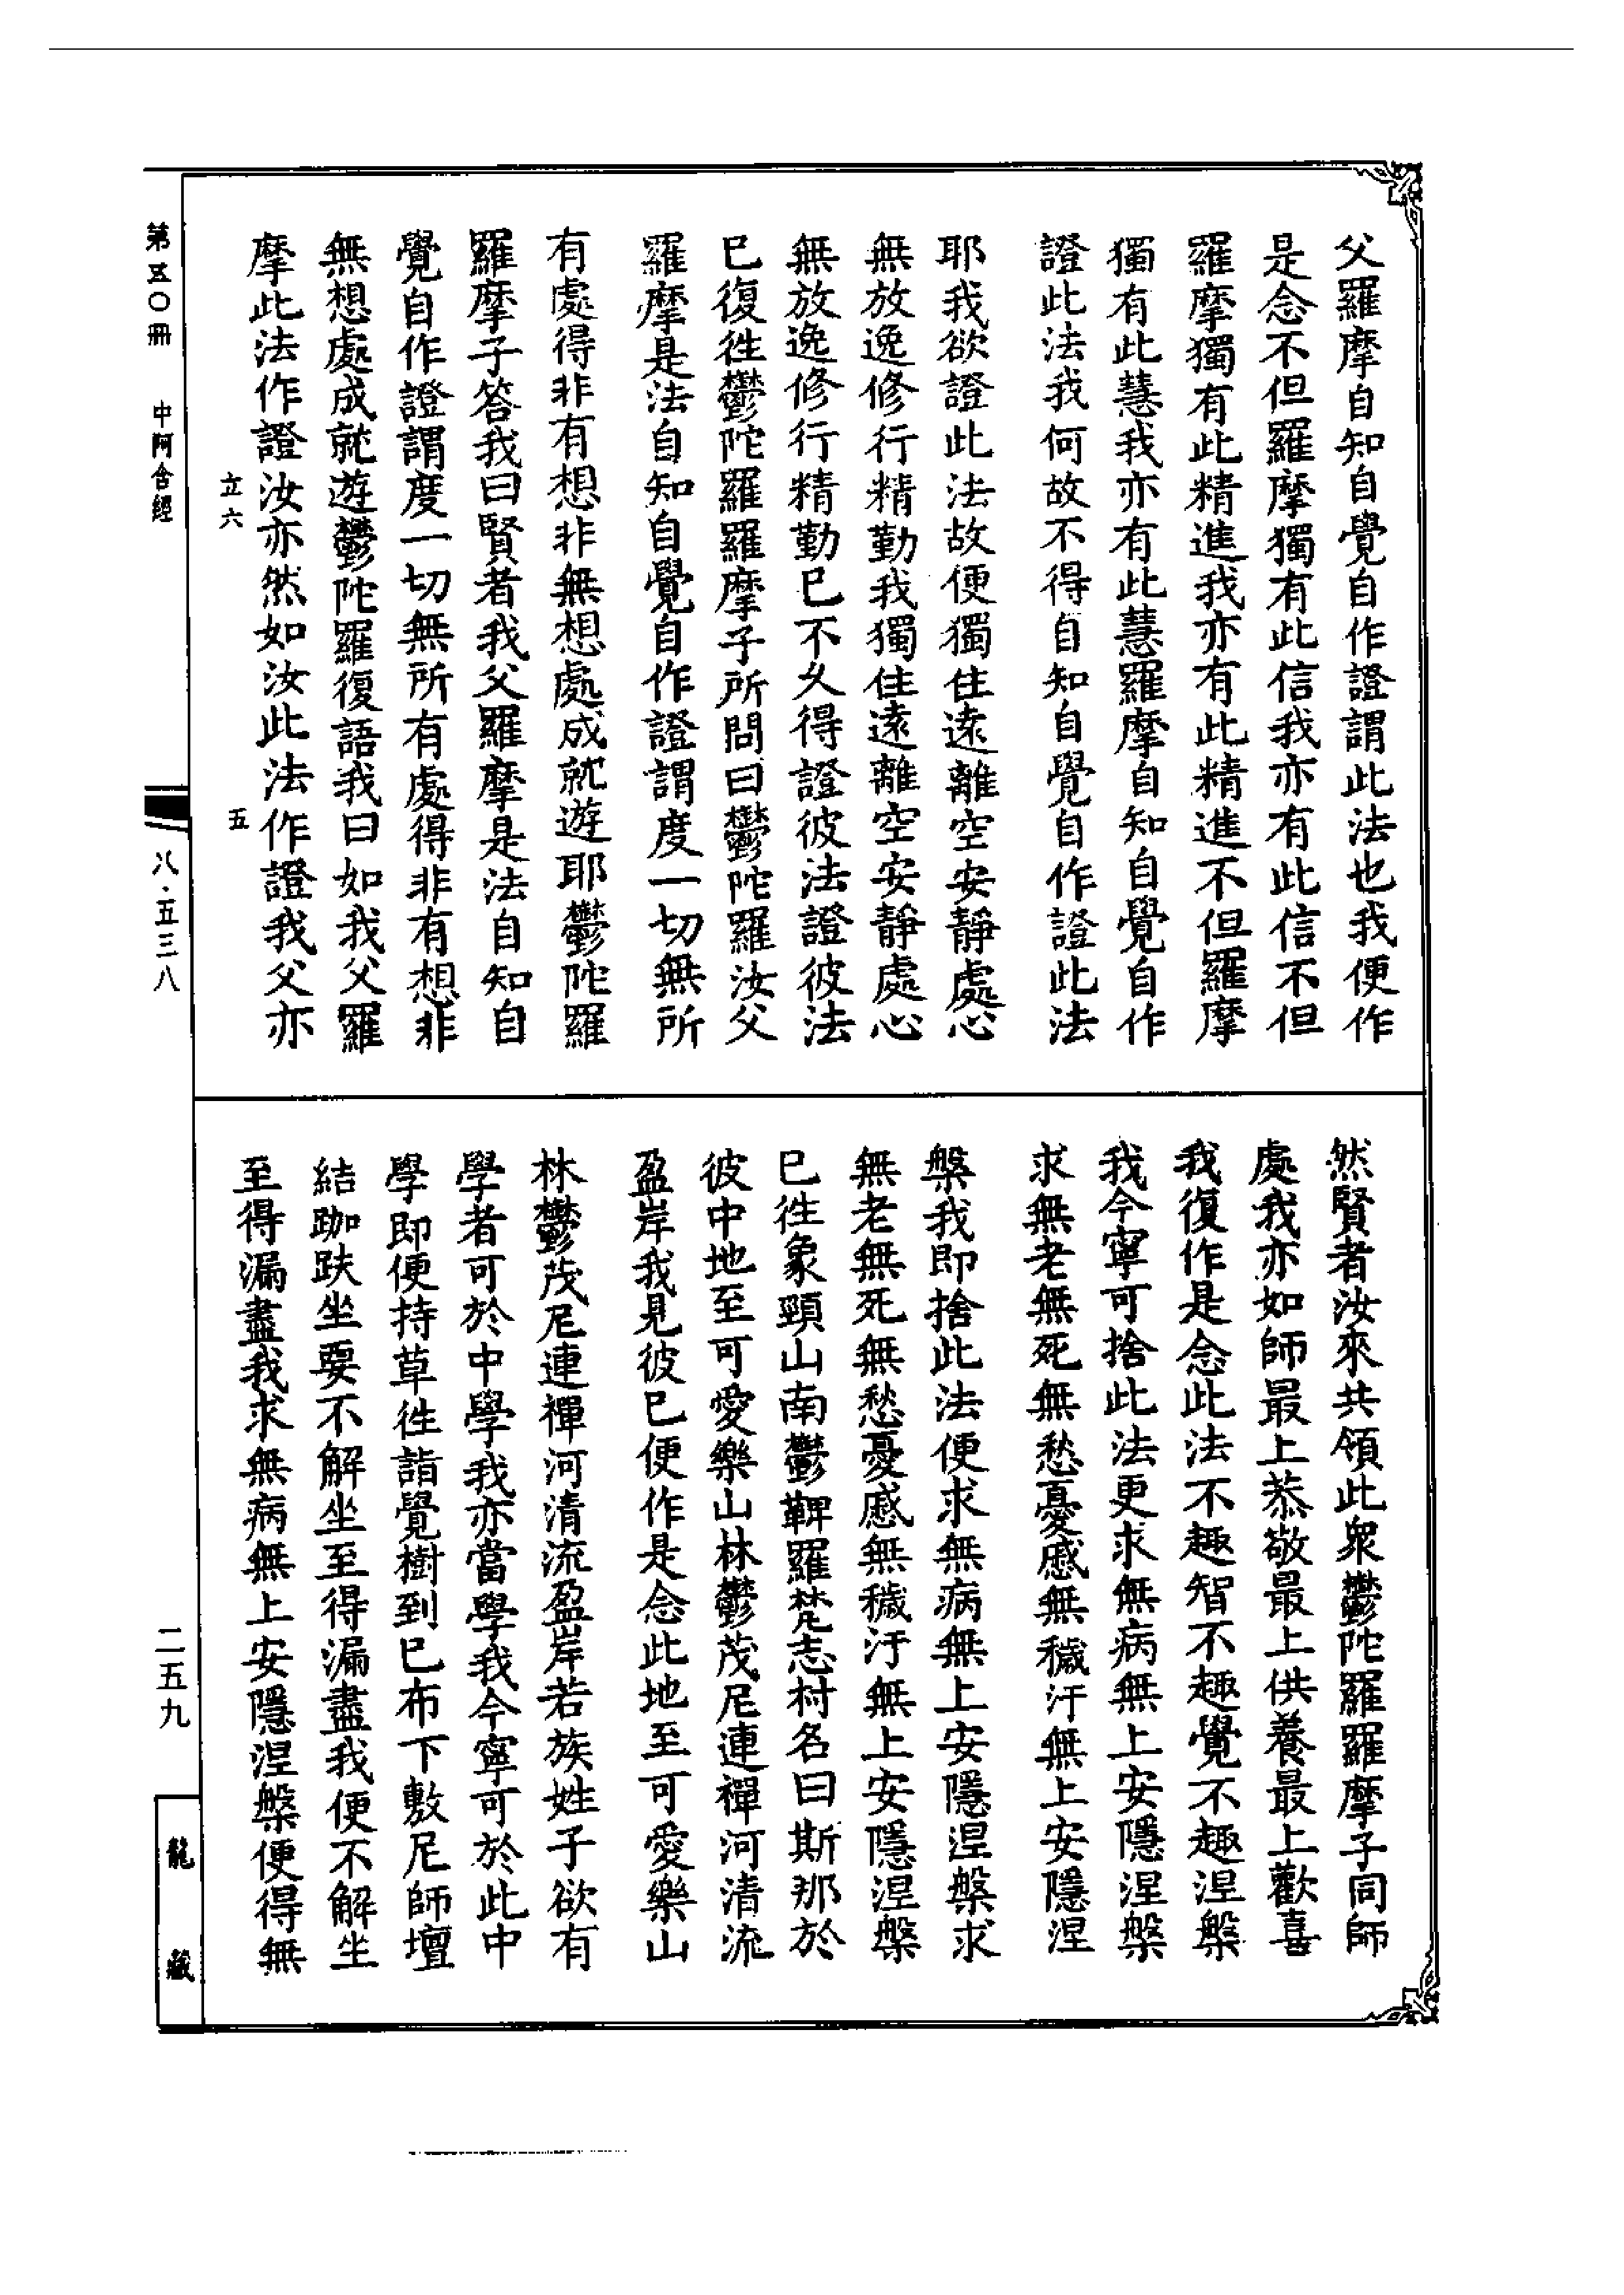 父羅摩自知自覺自作證謂此法也我便作
是念不但羅摩獨有此信我亦有此信不但
羅摩獨有此精進我亦有此精進不但羅摩
獨有此慧我亦有此慧羅摩自知自覺自作
證此法我何故不得自知自覺自作證此法
耶我欲證此法故便獨住遠離空安靜處心
無放逸修行精勤我獨住遠離空安靜處心
無放逸修行精勤已不久得證彼法證彼法
已復往鬱陀羅羅摩子所問曰鬱陀羅汝父
羅摩是法自知自覺自作證謂度一切無所
有處得非有想非無想處成就遊耶鬱陀羅
羅摩子答我曰賢者我父羅摩是法自知自
覺自作證謂度一切無所有處得非有想非
無想處成就遊鬱陀羅復語我曰如我父羅
摩此法作證汝亦然如汝此法作證我父亦
然賢者汝來共領此衆鬱陀羅羅摩子同師
處我亦如師最上恭敬最上供養最上歡喜
我復作是念此法不趣智不趣覺不趣涅槃
我今寧可捨此法更求無病無上安隱涅槃
求無老無死無愁憂慼無穢汙無上安隱涅
槃我即捨此法便求無病無上安隱涅槃求
無老無死無愁憂慼無穢汙無上安隱涅槃
已往象頭山南鬱鞞羅梵志村名曰斯那於
彼中地至可愛樂山林鬱茂尼連禪河清流
盈岸我見彼已便作是念此地至可愛樂山
林鬱茂尼連禪河清流盈岸若族姓子欲有
學者可於中學我亦當學我今寧可於此中
學即便持草往詣覺樹到已布下敷尼師壇
結跏趺坐要不解坐至得漏盡我便不解坐
至得漏盡我求無病無上安隱涅槃便得無
立六
五
第五〇冊
中阿含經
八·五三八
二五九
龍藏